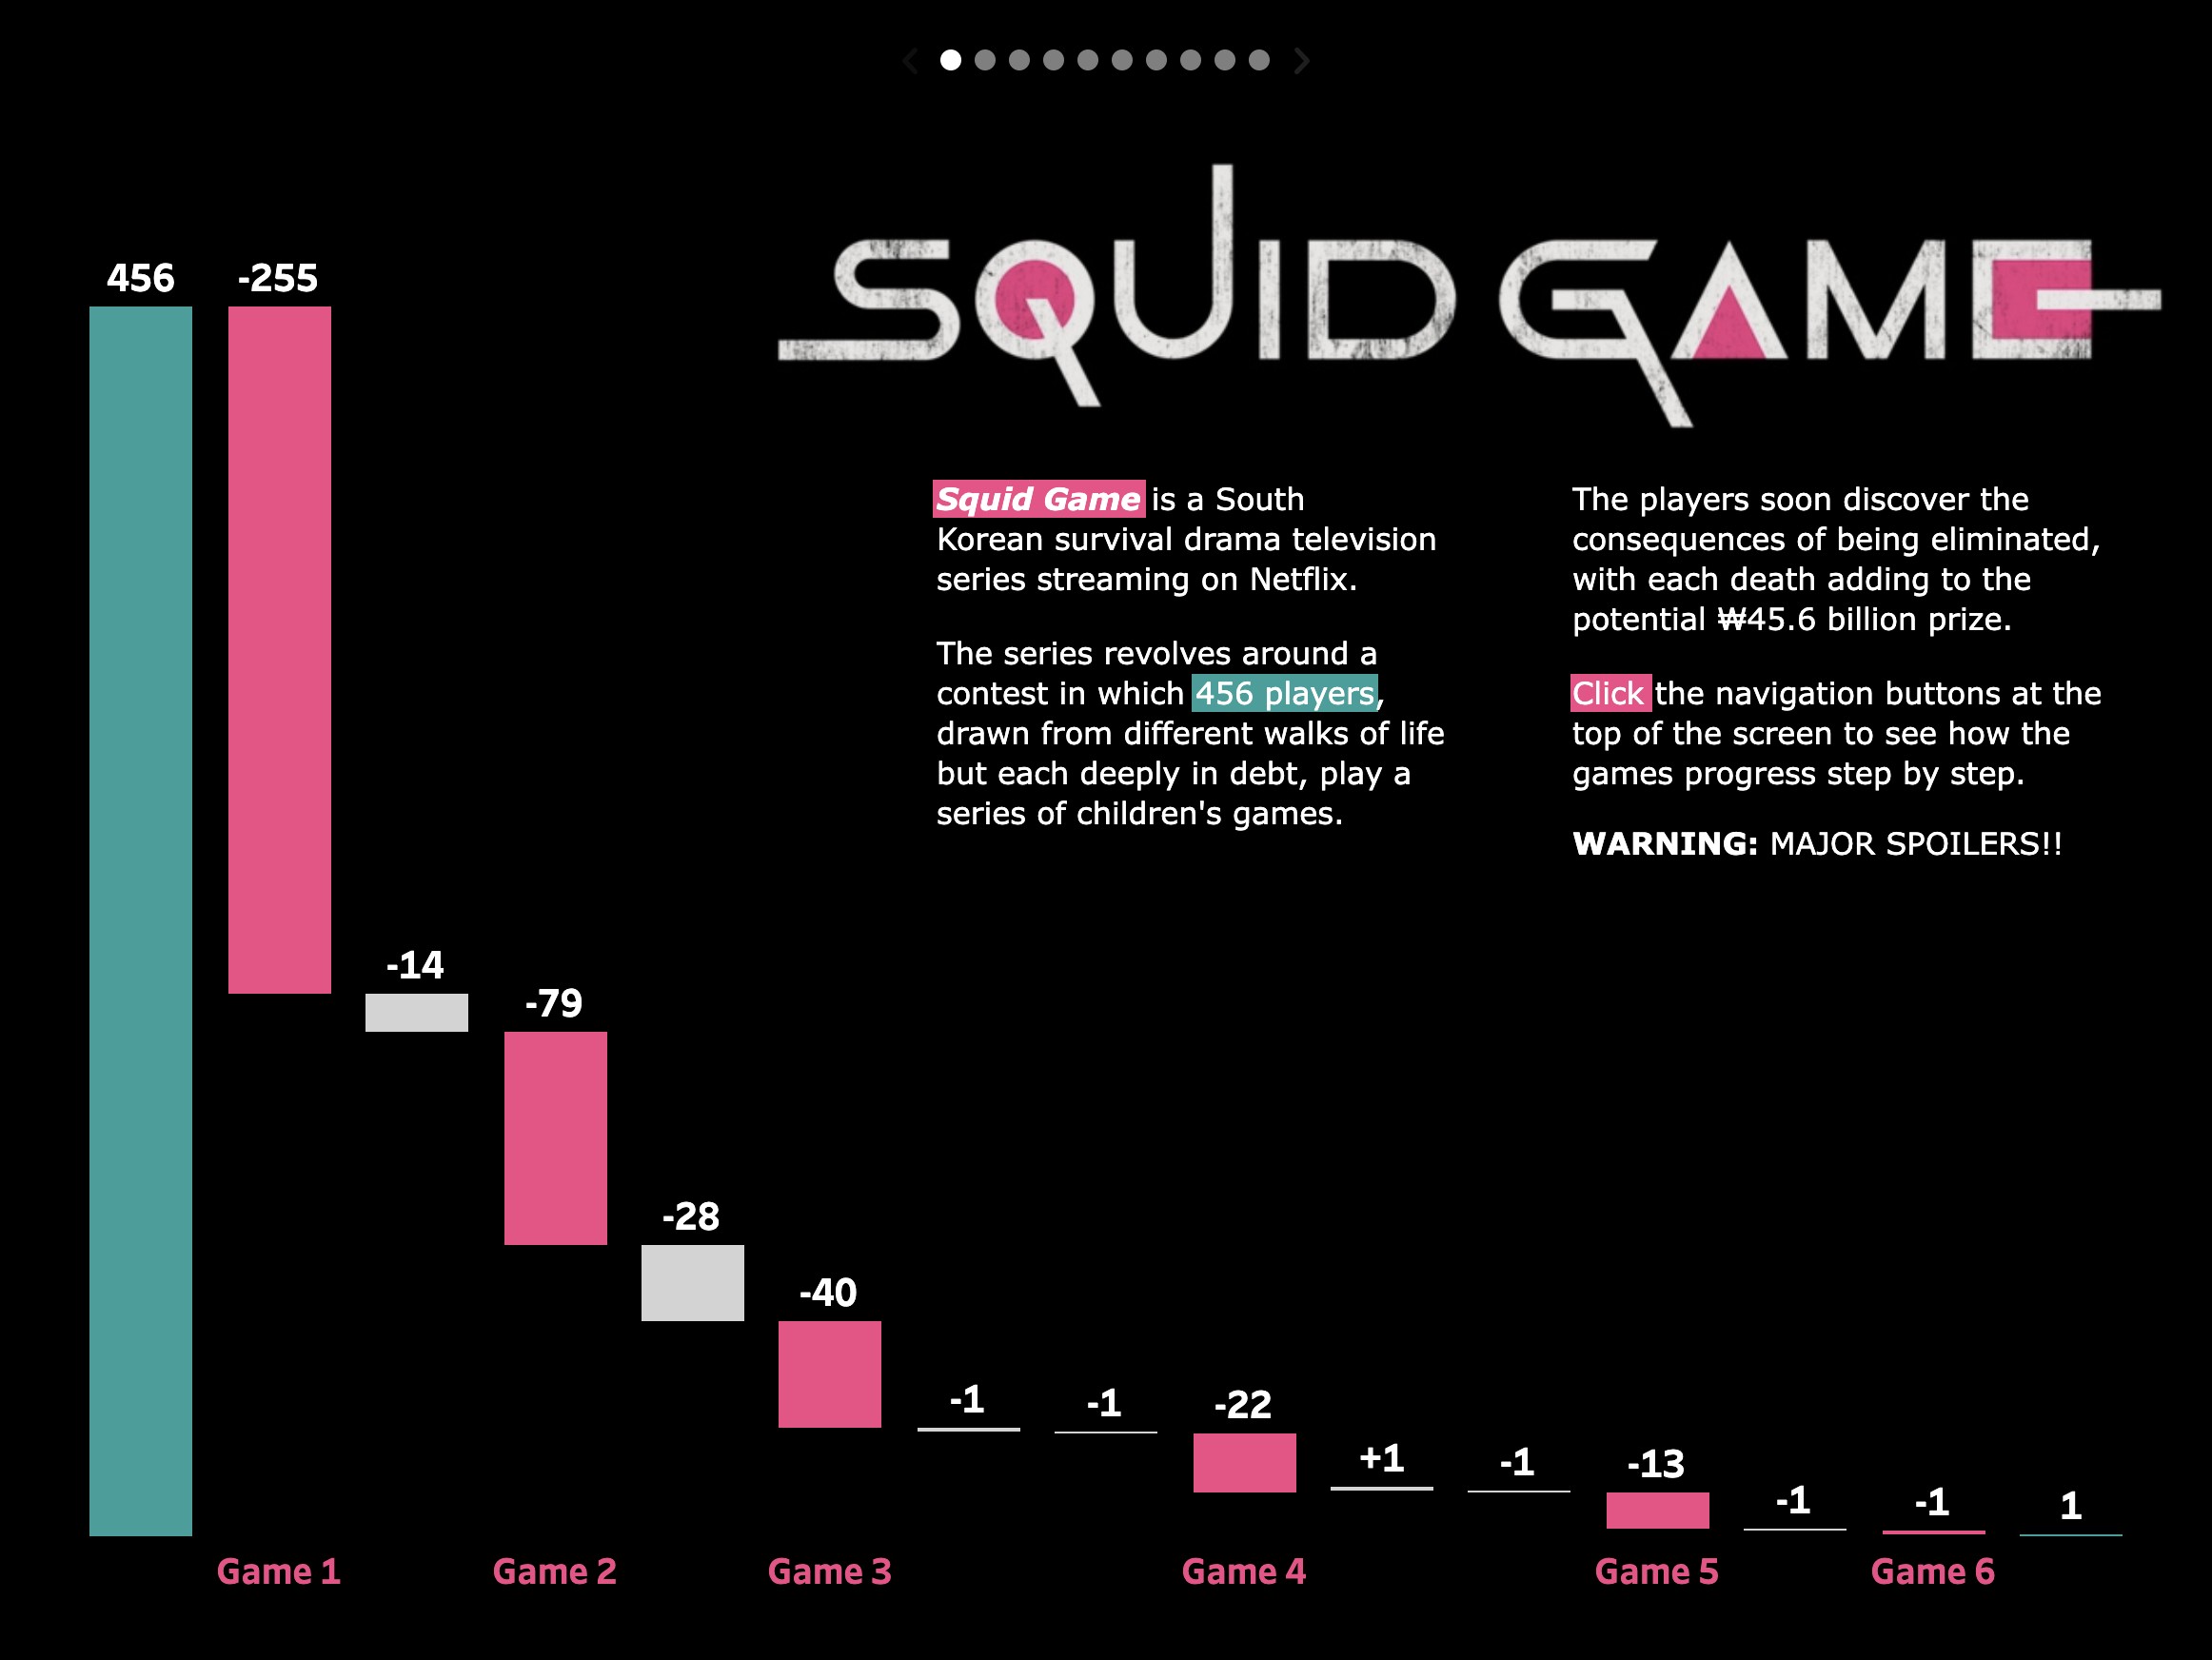 SQUID GAME
456
-255
Squid Game is a South
Korean survival drama television
series streaming on Netflix.
The series revolves around a
contest in which 456 players,
drawn from different walks of life
but each deeply in debt, play a
series of children's games.
The players soon discover the
consequences of being eliminated,
with each death adding to the
potential ₩45.6 billion prize.
Click the navigation buttons at the
top of the screen to see how the
games progress step by step.
WARNING: MAJOR SPOILERS!!
-14
-79
-28
-40
-1
-1
-22
+1
-1
-13
-1
-1
1
Game 1
Game 2
Game 3
Game 4
Game 5
Game 6